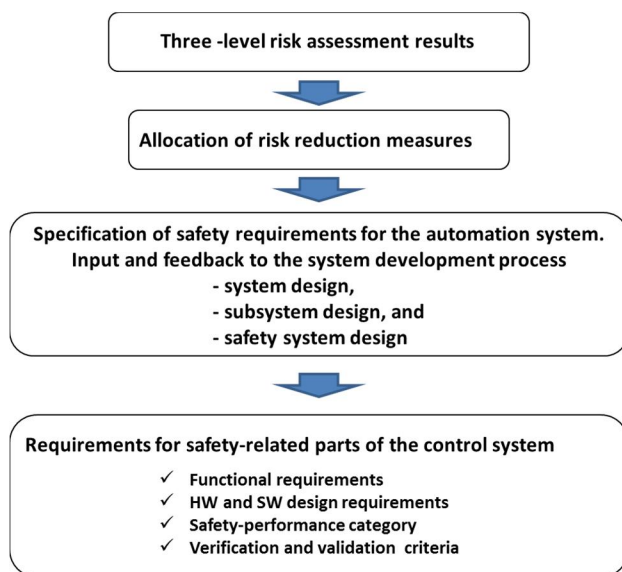 Three -level risk assessment results
Allocation of risk reduction measures
Specification of safety requirements for the automation system.
Input and feedback to the system development process
- system design,
- subsystem design, and
- safety system design
Requirements for safety-related parts of the control system
✓ Functional requirements
✓ HW and SW design requirements
✓ Safety-performance category
✓ Verification and validation criteria